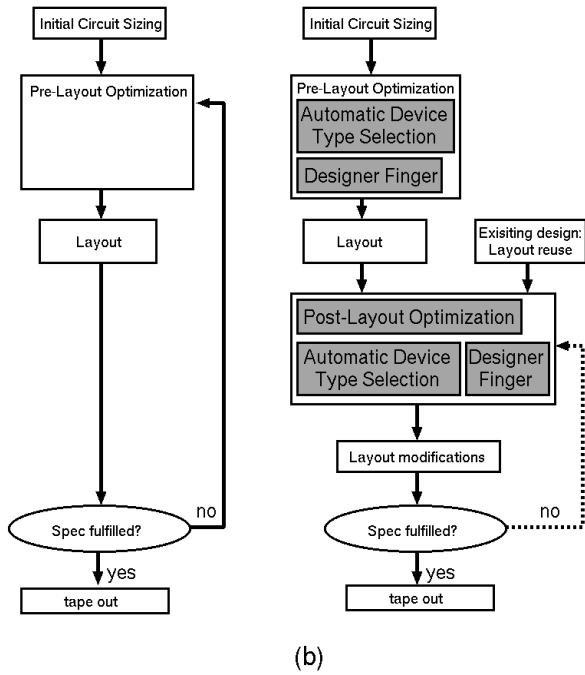 Initial Circuit Sizing
Pre-Layout Optimization
Layout
no
Spec fulfilled?
yes
tape out
Initial Circuit Sizing
Pre-Layout Optimization
Automatic Device
Type Selection
Designer Finger
Layout
Exisiting design:
Layout reuse
Post-Layout Optimization
Automatic Device
Type Selection
Designer
Finger
Layout modifications
no
Spec fulfilled?
yes
tape out
(b)